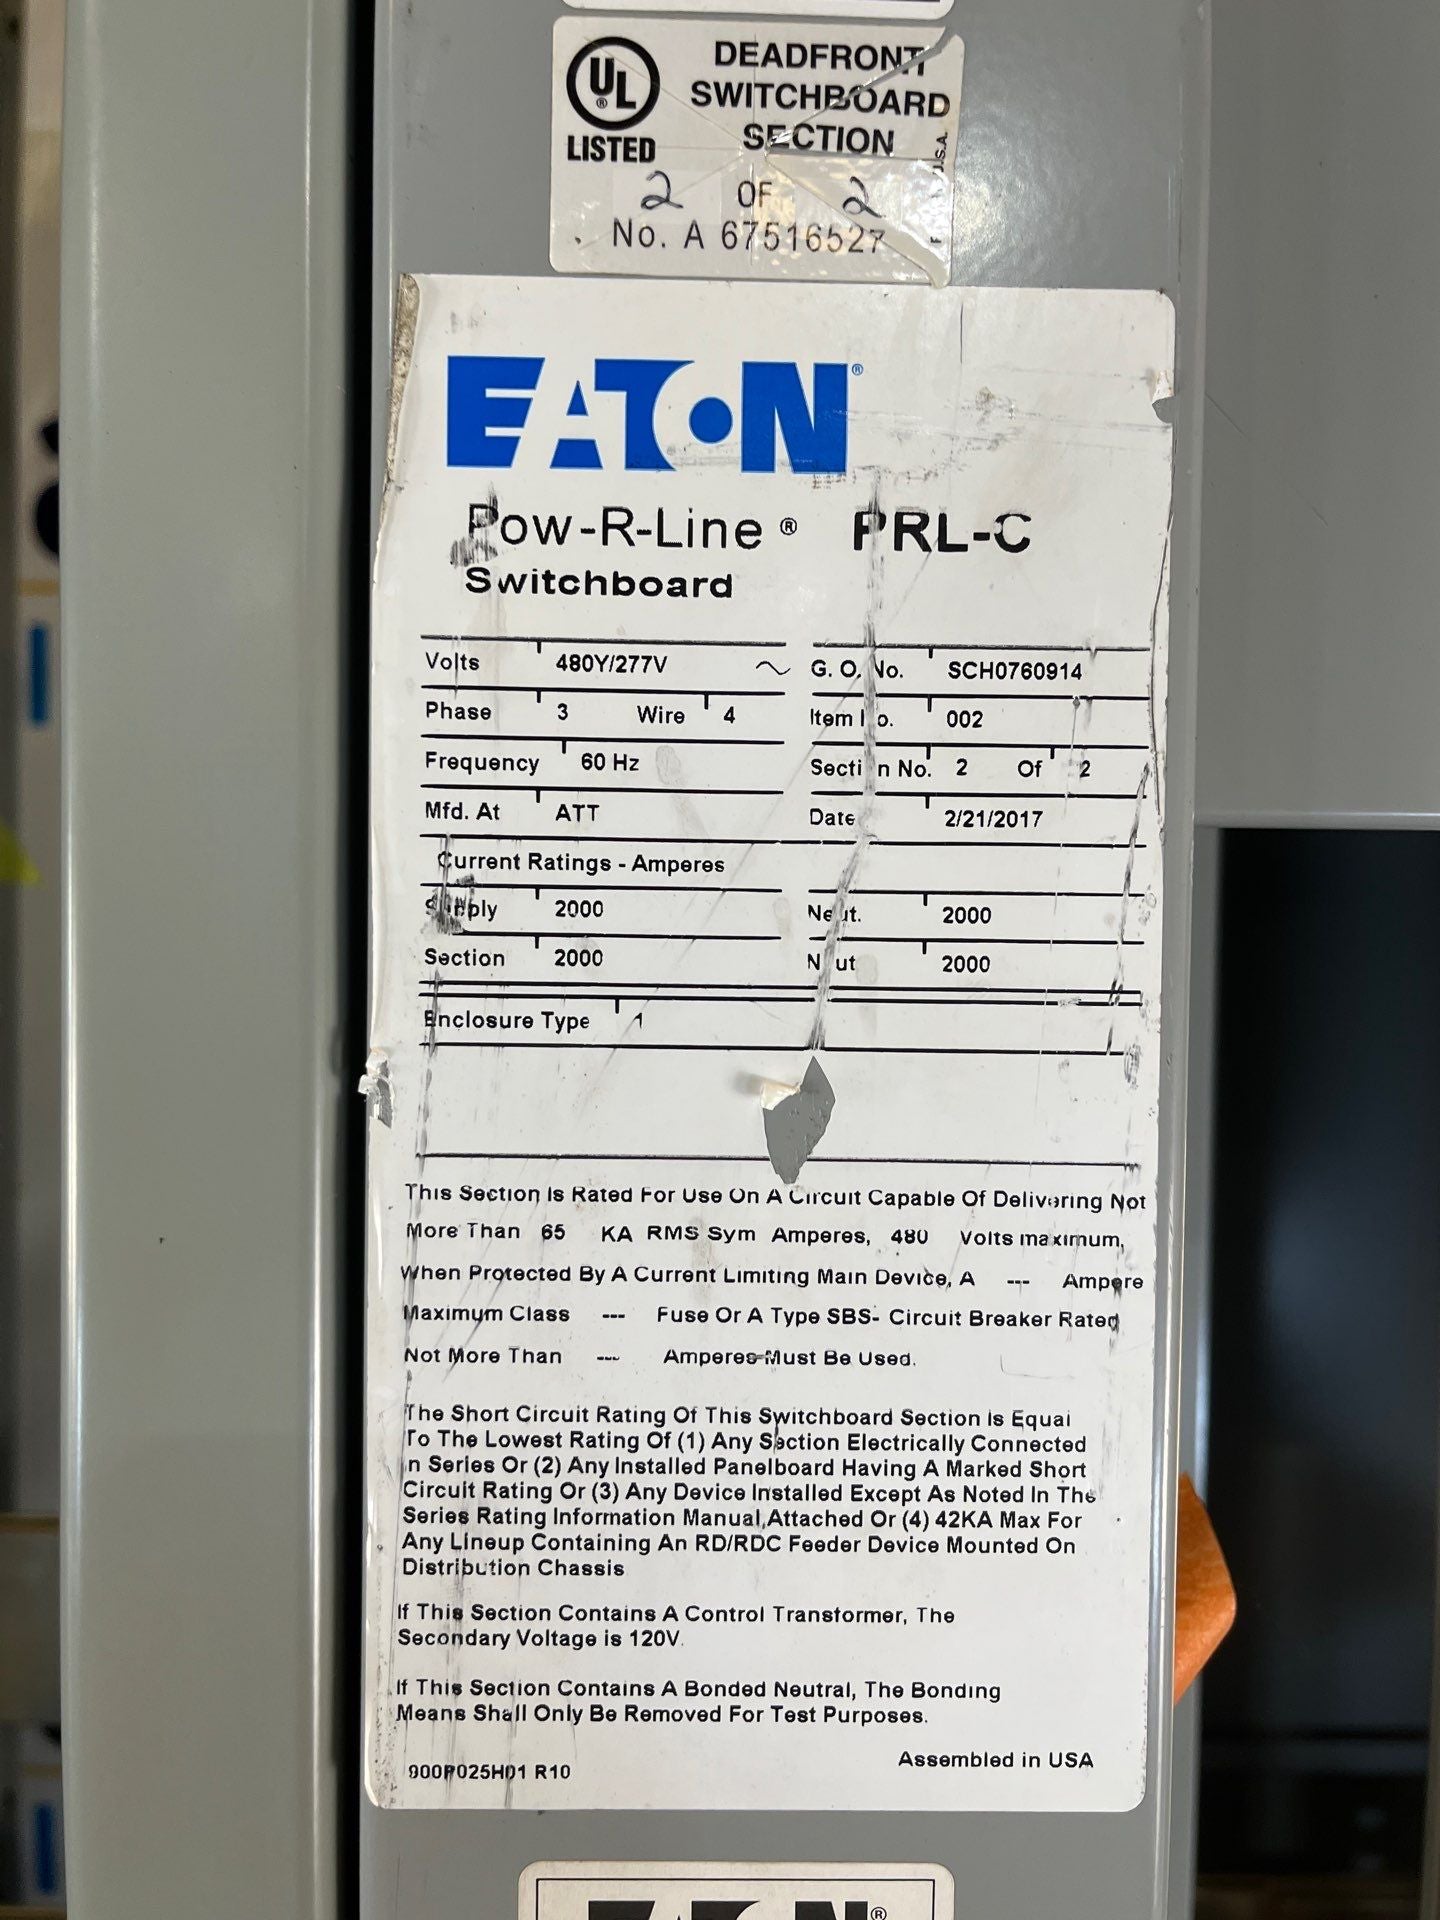 UL ®
LISTED
DEADFRONT
SWITCHBOARD
SECTION
2 OF 2
No. A 67516527
U.S.A.
EATON®
Pow-R-Line® PRL-C
Switchboard
Volts 480Y/277V ~ G. O. No. SCH0760914
Phase 3 Wire 4 Item No. 002
Frequency 60 Hz Section No. 2 Of 2
Mfd. At ATT Date 2/21/2017
Current Ratings - Amperes
Supply 2000 Neut. 2000
Section 2000 Neut 2000
Enclosure Type 1
This Section Is Rated For Use On A Circuit Capable Of Delivering Not
More Than 65 KA RMS Sym Amperes, 480 Volts maximum,
When Protected By A Current Limiting Main Device, A --- Ampere
Maximum Class --- Fuse Or A Type SBS- Circuit Breaker Rated
Not More Than --- Amperes Must Be Used.
The Short Circuit Rating Of This Switchboard Section Is Equal
To The Lowest Rating Of (1) Any Section Electrically Connected
In Series Or (2) Any Installed Panelboard Having A Marked Short
Circuit Rating Or (3) Any Device Installed Except As Noted In The
Series Rating Information Manual, Attached Or (4) 42KA Max For
Any Lineup Containing An RD/RDC Feeder Device Mounted On
Distribution Chassis
If This Section Contains A Control Transformer, The
Secondary Voltage is 120V.
If This Section Contains A Bonded Neutral, The Bonding
Means Shall Only Be Removed For Test Purposes.
900P025H01 R10
Assembled in USA
EATON®